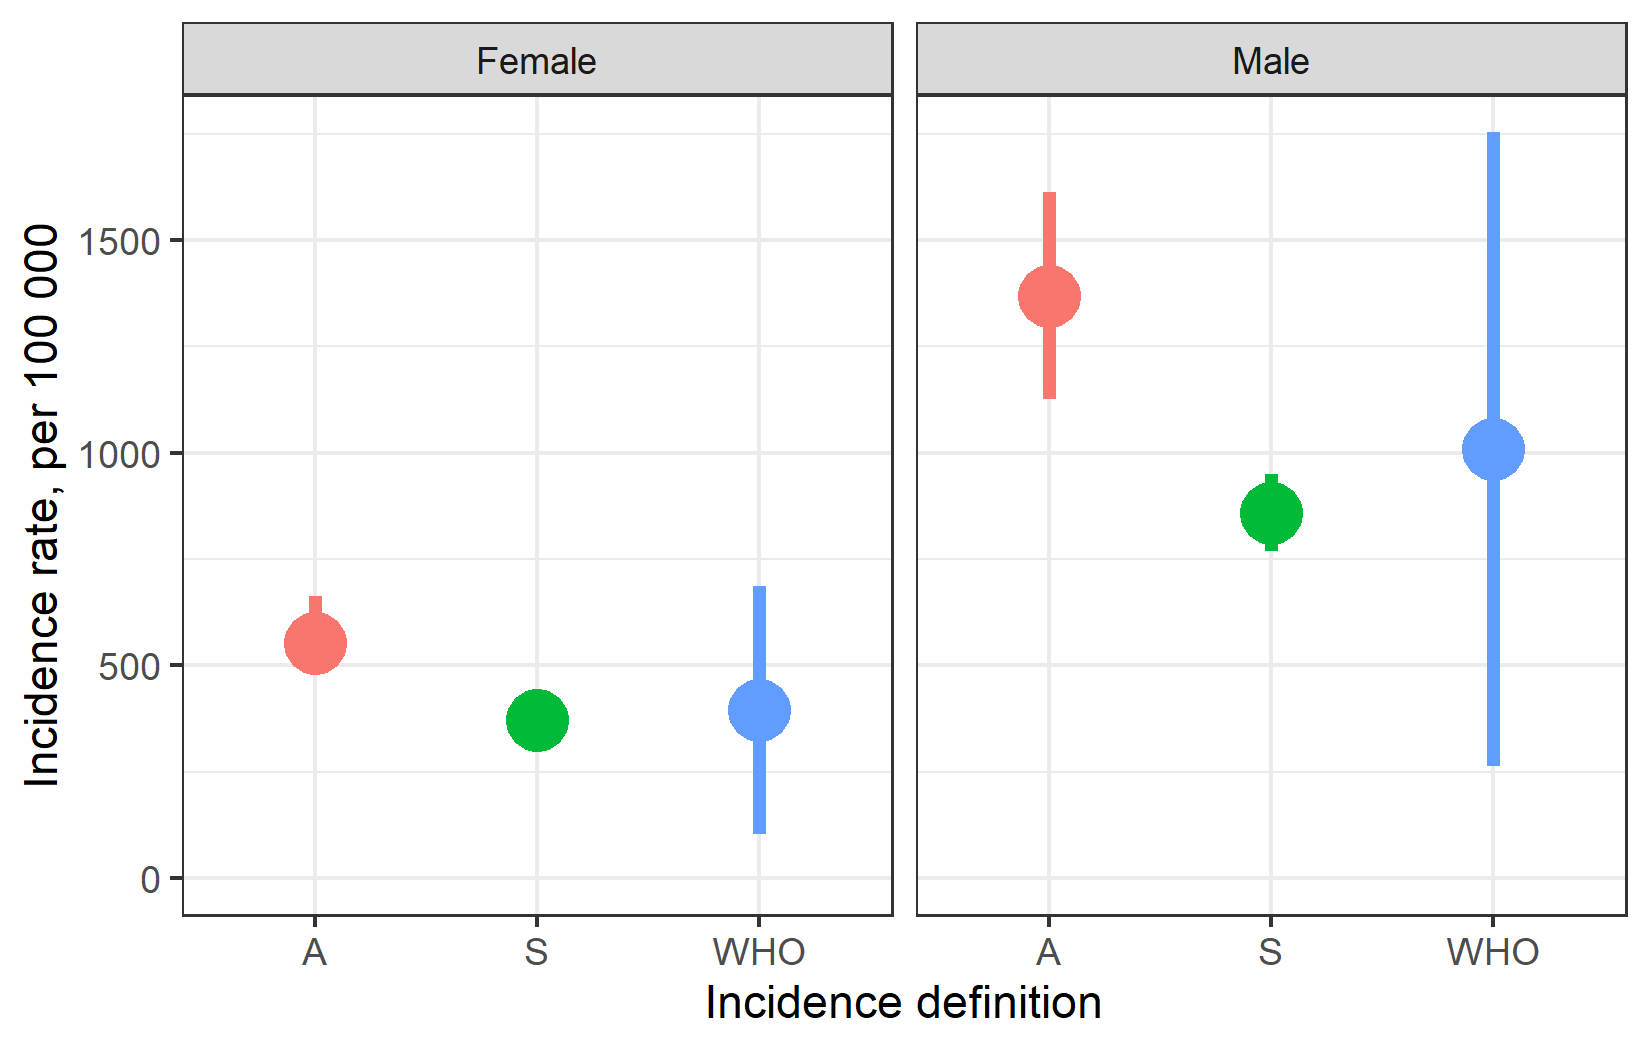 Female
Male
Incidence rate, per 100 000
1500
1000
500
0
A
S
WHO
A
S
WHO
Incidence definition